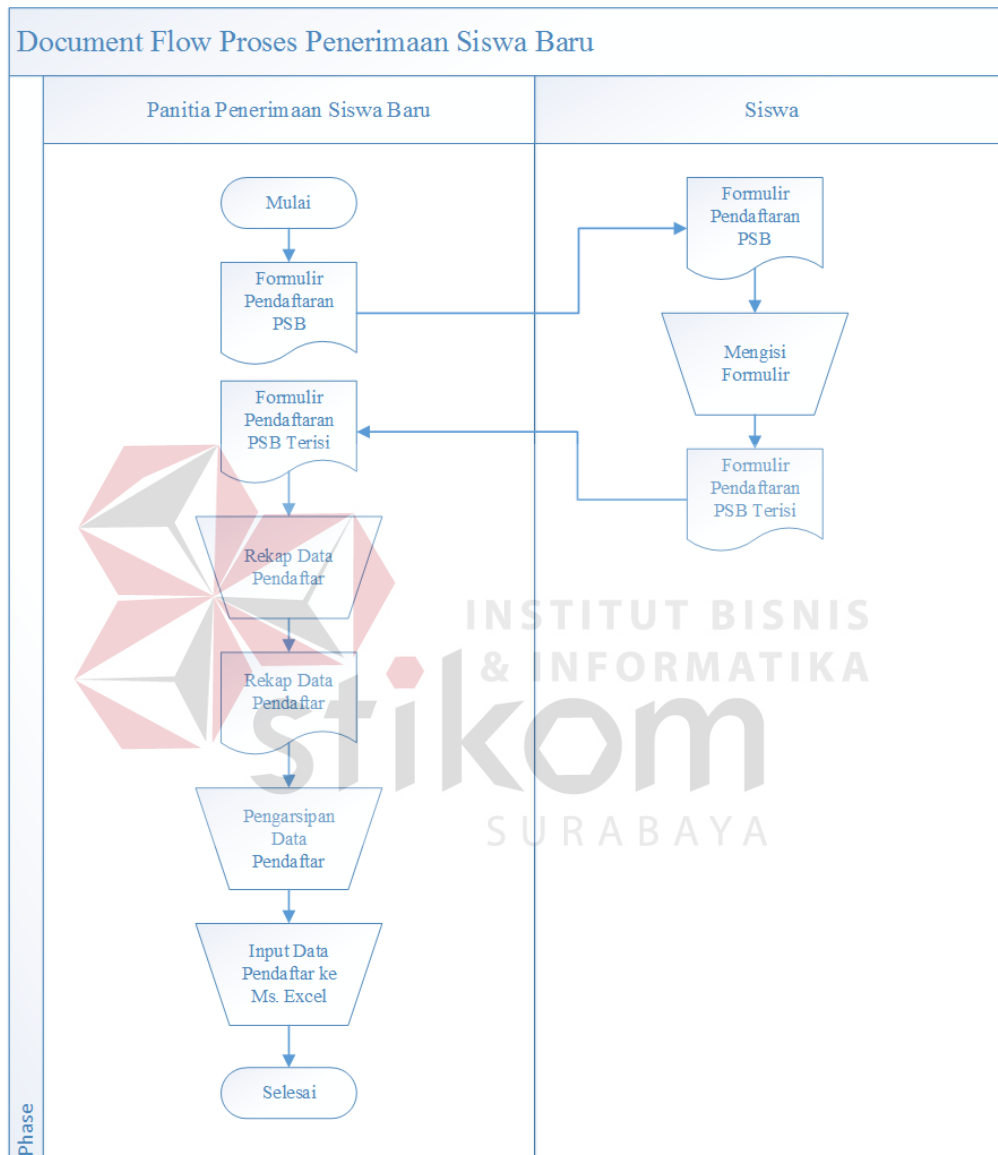 Document Flow Proses Penerimaan Siswa Baru
Panitia Penerimaan Siswa Baru
Siswa
Mulai
Formulir
Pendaftaran
PSB
Formulir
Pendaftaran
PSB
Mengisi
Formulir
Formulir
Pendaftaran
PSB Terisi
Formulir
Pendaftaran
PSB Terisi
Rekap Data
Pendaftar
Rekap Data
Pendaftar
Pengarsipan
Data
Pendaftar
Input Data
Pendaftar ke
Ms. Excel
Selesai
Phase
INSTITUT BISNIS
& INFORMATIKA
stikom
SURABAYA